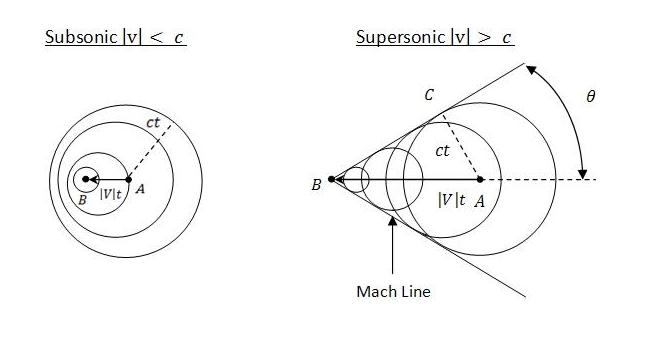 Subsonic |v| < c
Supersonic |v| > c
ct
B
|V|t
A
C
θ
ct
B
|V|t A
Mach Line